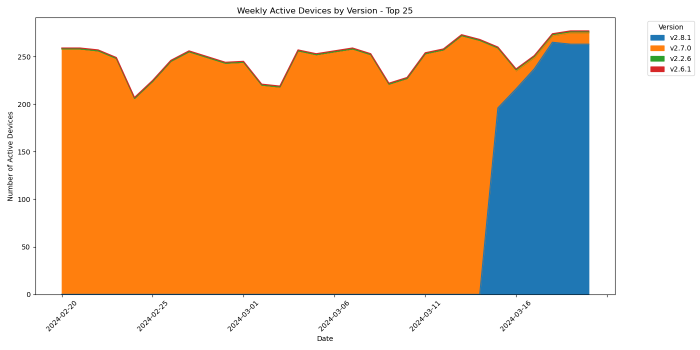 Weekly Active Devices by Version - Top 25
Version
v2.8.1
v2.7.0
v2.2.6
v2.6.1
Number of Active Devices
250
200
150
100
50
0
2024-02-20
2024-02-25
2024-03-01
2024-03-06
2024-03-11
2024-03-16
Date